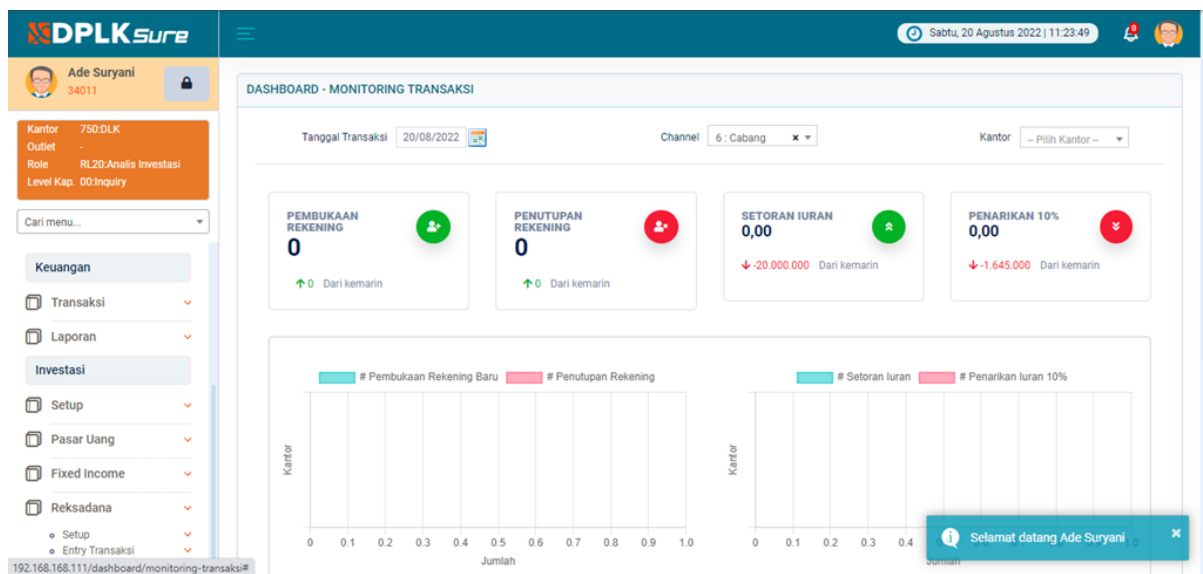 DPLK Sure
Sabtu, 20 Agustus 2022 | 11:23:49
Ade Suryani
34011
Kantor 750:DLK
Outlet -
Role RL20:Analis Investasi
Level Kap. 00:Inquiry
Cari menu...
Keuangan
Transaksi
Laporan
Investasi
Setup
Pasar Uang
Fixed Income
Reksadana
Setup
Entry Transaksi
192.168.168.111/dashboard/monitoring-transaksi#
DASHBOARD - MONITORING TRANSAKSI
Tanggal Transaksi 20/08/2022 Channel 6 : Cabang × Kantor -- Pilih Kantor --
PEMBUKAAN
REKENING
0
0 Dari kemarin
PENUTUPAN
REKENING
0
0 Dari kemarin
SETORAN IURAN
0,00
-20.000.000 Dari kemarin
PENARIKAN 10%
0,00
-1.645.000 Dari kemarin
# Pembukaan Rekening Baru # Penutupan Rekening
Kantor
0 0.1 0.2 0.3 0.4 0.5 0.6 0.7 0.8 0.9 1.0
Jumlah
# Setoran Iuran # Penarikan Iuran 10%
Kantor
0 0.1 0.2 0.3 0.4
Jumlah
Selamat datang Ade Suryani ×